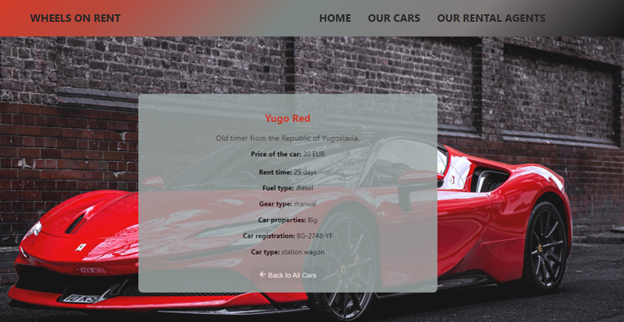 WHEELS ON RENT HOME OUR CARS OUR RENTAL AGENTS
Yugo Red
Old timer from the Republic of Yugoslavia.
Price of the car: 30 EUR
Rent time: 25 days
Fuel type: diesel
Gear type: manual
Car properties: Big
Car registration: BG-2748-YF
Car type: station wagon
← Back to All Cars